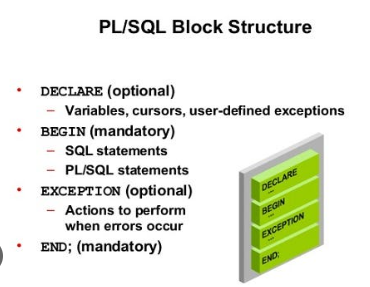 PL/SQL Block Structure
• DECLARE (optional)
– Variables, cursors, user-defined exceptions
• BEGIN (mandatory)
– SQL statements
– PL/SQL statements
• EXCEPTION (optional)
– Actions to perform
when errors occur
• END; (mandatory)
DECLARE
…
BEGIN
…
EXCEPTION
…
END;